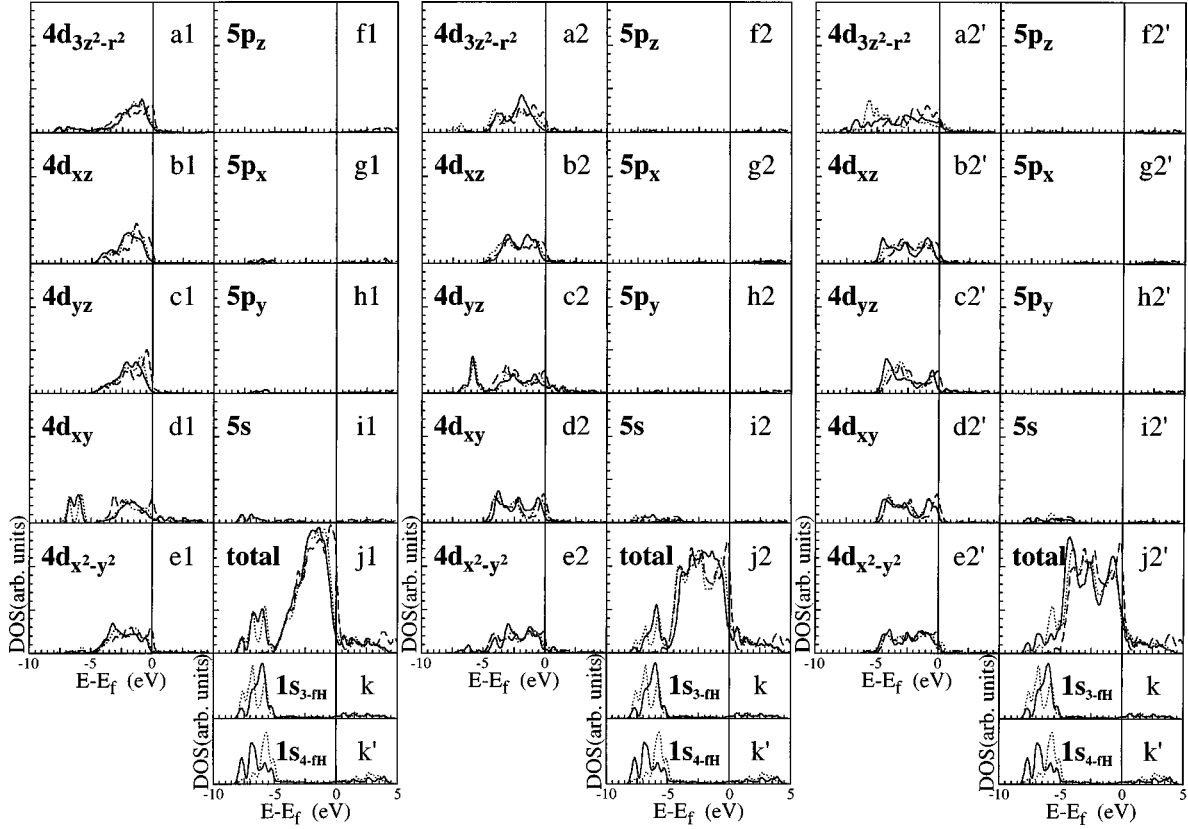 4d3z²-r² a1 5pz f1 4d3z²-r² a2 5pz f2 4d3z²-r² a2' 5pz f2'
4dxz b1 5px g1 4dxz b2 5px g2 4dxz b2' 5px g2'
4dyz c1 5py h1 4dyz c2 5py h2 4dyz c2' 5py h2'
4dxy d1 5s i1 4dxy d2 5s i2 4dxy d2' 5s i2'
DOS(arb. units) 4dx²-y² e1 total j1 DOS(arb. units) 4dx²-y² e2 total j2 DOS(arb. units) 4dx²-y² e2' total j2'
-10 -5 0 -10 -5 0 -10 -5 0
E-Ef (eV) E-Ef (eV) E-Ef (eV)
DOS(arb. units) 1s3-fH k DOS(arb. units) 1s3-fH k DOS(arb. units) 1s3-fH k
1s4-fH k' 1s4-fH k' 1s4-fH k'
-10 -5 0 5 -10 -5 0 5 -10 -5 0 5
E-Ef (eV) E-Ef (eV) E-Ef (eV)